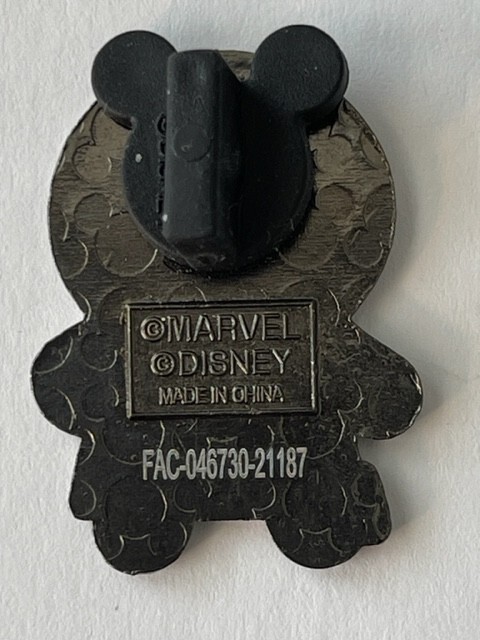 ©MARVEL
©DISNEY
MADE IN CHINA
FAC-046730-21187